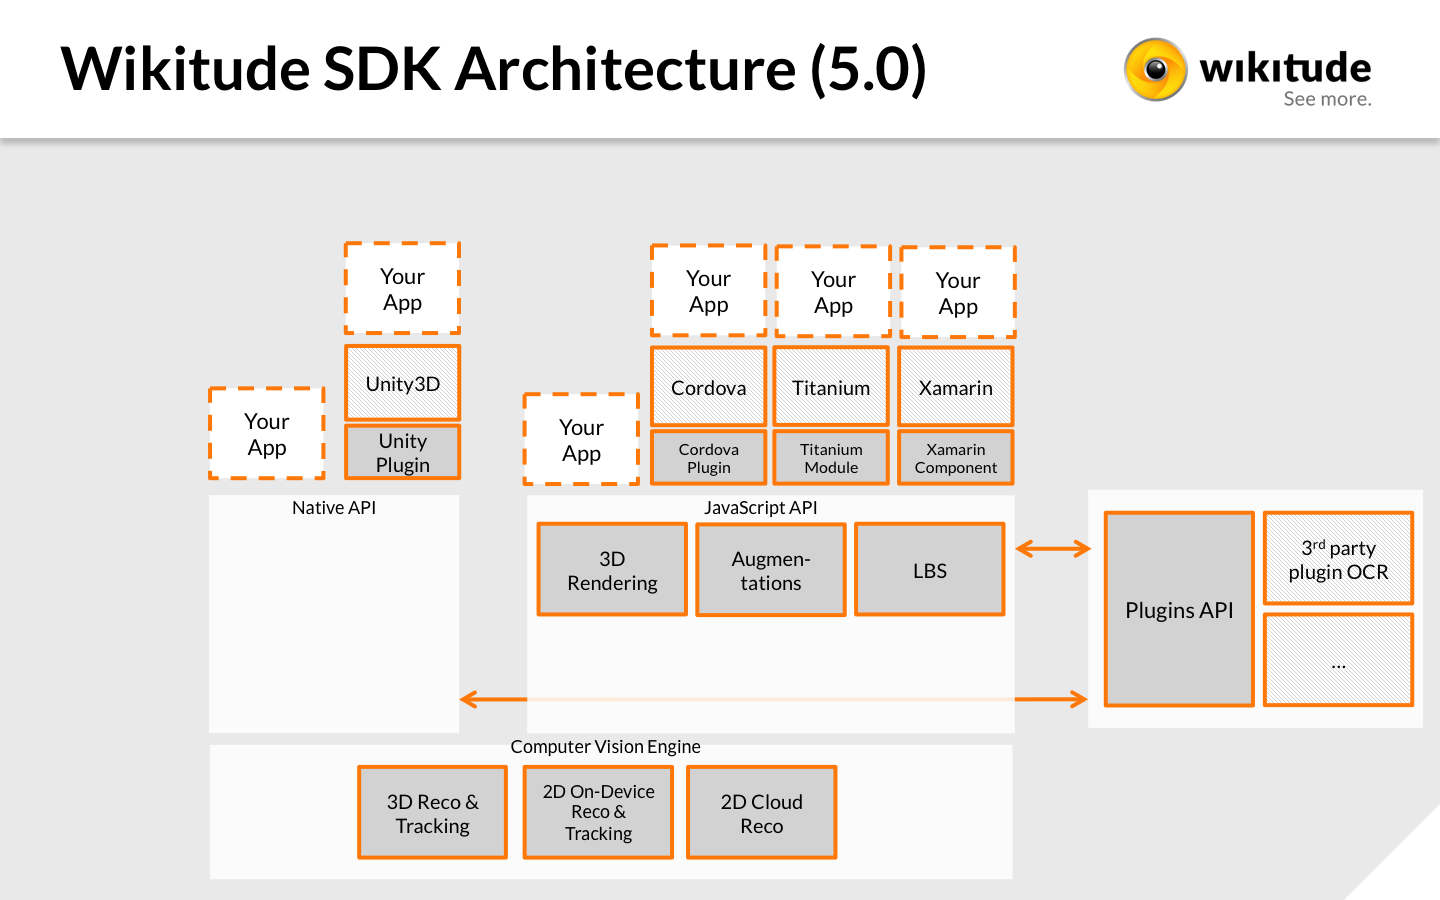 Wikitude SDK Architecture (5.0)
wikitude
See more.
Your
App
Unity3D
Unity
Plugin
Your
App
Native API
Your
App
Your
App
Your
App
Cordova
Titanium
Xamarin
Your
App
Cordova
Plugin
Titanium
Module
Xamarin
Component
JavaScript API
3D
Rendering
Augmen-
tations
LBS
Plugins API
3rd party
plugin OCR
...
Computer Vision Engine
3D Reco &
Tracking
2D On-Device
Reco &
Tracking
2D Cloud
Reco